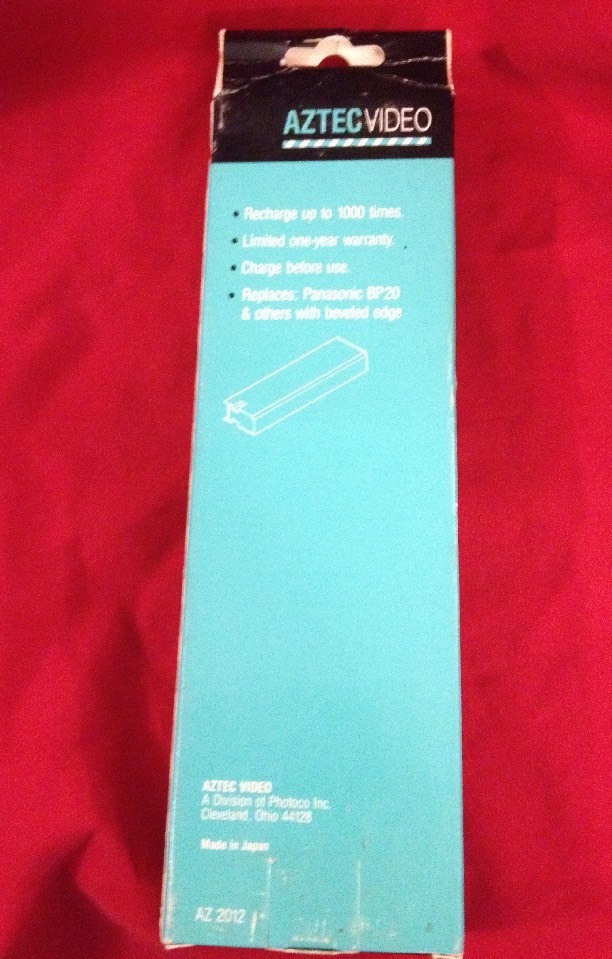 AZTECVIDEO
• Recharge up to 1000 times.
• Limited one-year warranty.
• Charge before use.
• Replaces: Panasonic BP20
& others with beveled edge
AZTEC VIDEO
A Division of Photoco Inc.
Cleveland, Ohio 44128
Made in Japan
AZ 2012